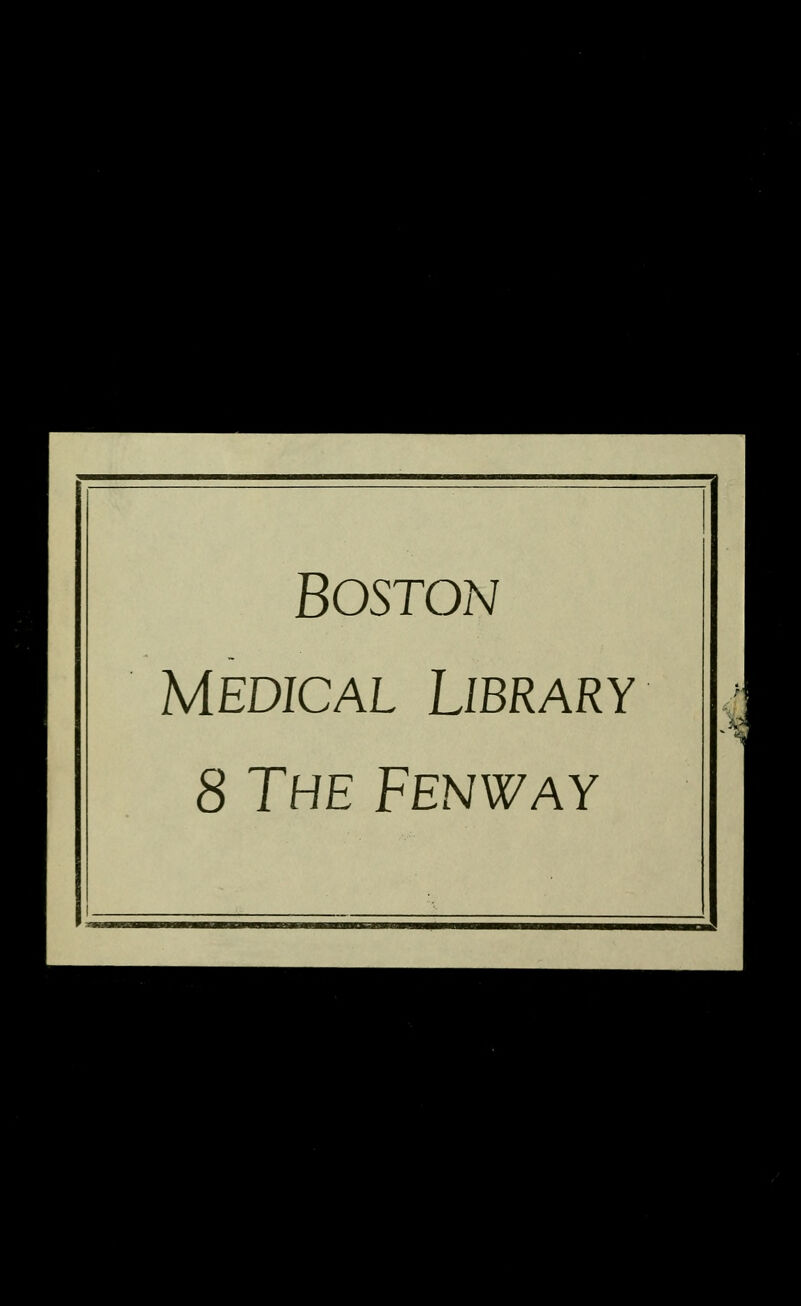 BOSTON
MEDICAL LIBRARY
8 THE FENWAY